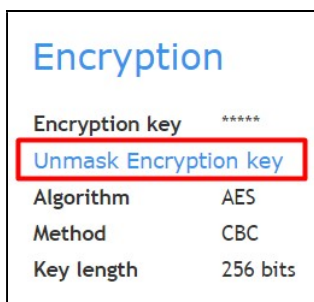 Encryption
Encryption key *****
Unmask Encryption key
Algorithm AES
Method CBC
Key length 256 bits